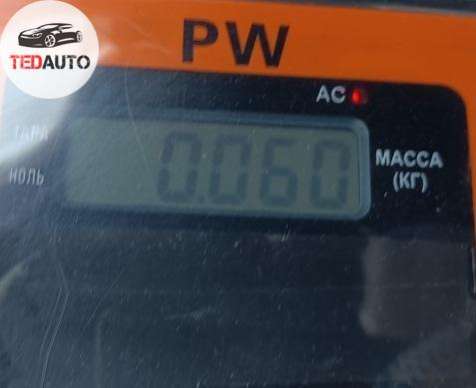 TEDAUTO
PW
AC
ТАРА
0.060
МАССА
НОЛЬ
(КГ)